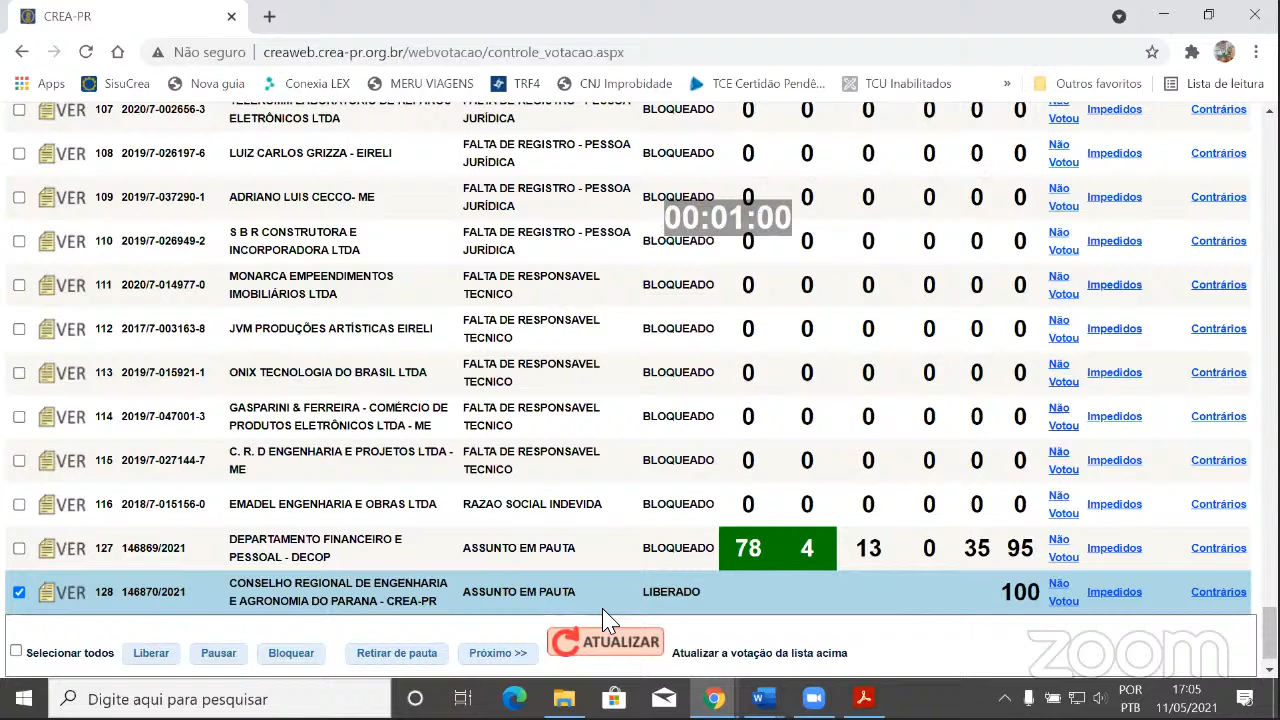 CREA-PR
Não seguro | creaweb.crea-pr.org.br/webvotacao/controle_votacao.aspx
Apps SisuCrea Nova guia Conexia LEX MERU VIAGENS TRF4 CNJ Improbidade TCE Certidão Pendê... TCU Inabilitados » Outros favoritos Lista de leitura
VER 107 2020/7-002656-3 TELEKOMM LABORATORIO DE REPAROS FALTA DE REGISTRO - PESSOA BLOQUEADO 0 0 0 0 0 0 Não Impedidos Contrários
ELETRÔNICOS LTDA JURÍDICA Votou
FALTA DE REGISTRO - PESSOA Não
VER 108 2019/7-026197-6 LUIZ CARLOS GRIZZA - EIRELI BLOQUEADO 0 0 0 0 0 0 Impedidos Contrários
JURÍDICA Votou
FALTA DE REGISTRO - PESSOA Não
VER 109 2019/7-037290-1 ADRIANO LUIS CECCO- ME BLOQUEADO 0 0 0 0 0 0 Impedidos Contrários
JURÍDICA Votou
00:01:00
S B R CONSTRUTORA E FALTA DE REGISTRO - PESSOA Não
VER 110 2019/7-026949-2 BLOQUEADO 0 0 0 0 0 0 Impedidos Contrários
INCORPORADORA LTDA JURÍDICA Votou
MONARCA EMPEENDIMENTOS FALTA DE RESPONSAVEL Não
VER 111 2020/7-014977-0 BLOQUEADO 0 0 0 0 0 0 Impedidos Contrários
IMOBILIÁRIOS LTDA TECNICO Votou
FALTA DE RESPONSAVEL Não
VER 112 2017/7-003163-8 JVM PRODUÇÕES ARTÍSTICAS EIRELI BLOQUEADO 0 0 0 0 0 0 Impedidos Contrários
TECNICO Votou
FALTA DE RESPONSAVEL Não
VER 113 2019/7-015921-1 ONIX TECNOLOGIA DO BRASIL LTDA BLOQUEADO 0 0 0 0 0 0 Impedidos Contrários
TECNICO Votou
GASPARINI & FERREIRA - COMÉRCIO DE FALTA DE RESPONSAVEL Não
VER 114 2019/7-047001-3 BLOQUEADO 0 0 0 0 0 0 Impedidos Contrários
PRODUTOS ELETRÔNICOS LTDA - ME TECNICO Votou
C. R. D ENGENHARIA E PROJETOS LTDA - FALTA DE RESPONSAVEL Não
VER 115 2019/7-027144-7 BLOQUEADO 0 0 0 0 0 0 Impedidos Contrários
ME TECNICO Votou
Não
VER 116 2018/7-015156-0 EMADEL ENGENHARIA E OBRAS LTDA RAZAO SOCIAL INDEVIDA BLOQUEADO 0 0 0 0 0 0 Impedidos Contrários
Votou
DEPARTAMENTO FINANCEIRO E Não
VER 127 146869/2021 ASSUNTO EM PAUTA BLOQUEADO 78 4 13 0 35 95 Impedidos Contrários
PESSOAL - DECOP Votou
CONSELHO REGIONAL DE ENGENHARIA Não
VER 128 146870/2021 ASSUNTO EM PAUTA LIBERADO 100 Impedidos Contrários
E AGRONOMIA DO PARANA - CREA-PR Votou
Selecionar todos Liberar Pausar Bloquear Retirar de pauta Próximo >> ATUALIZAR Atualizar a votação da lista acima
zoom
Digite aqui para pesquisar POR 17:05
PTB 11/05/2021